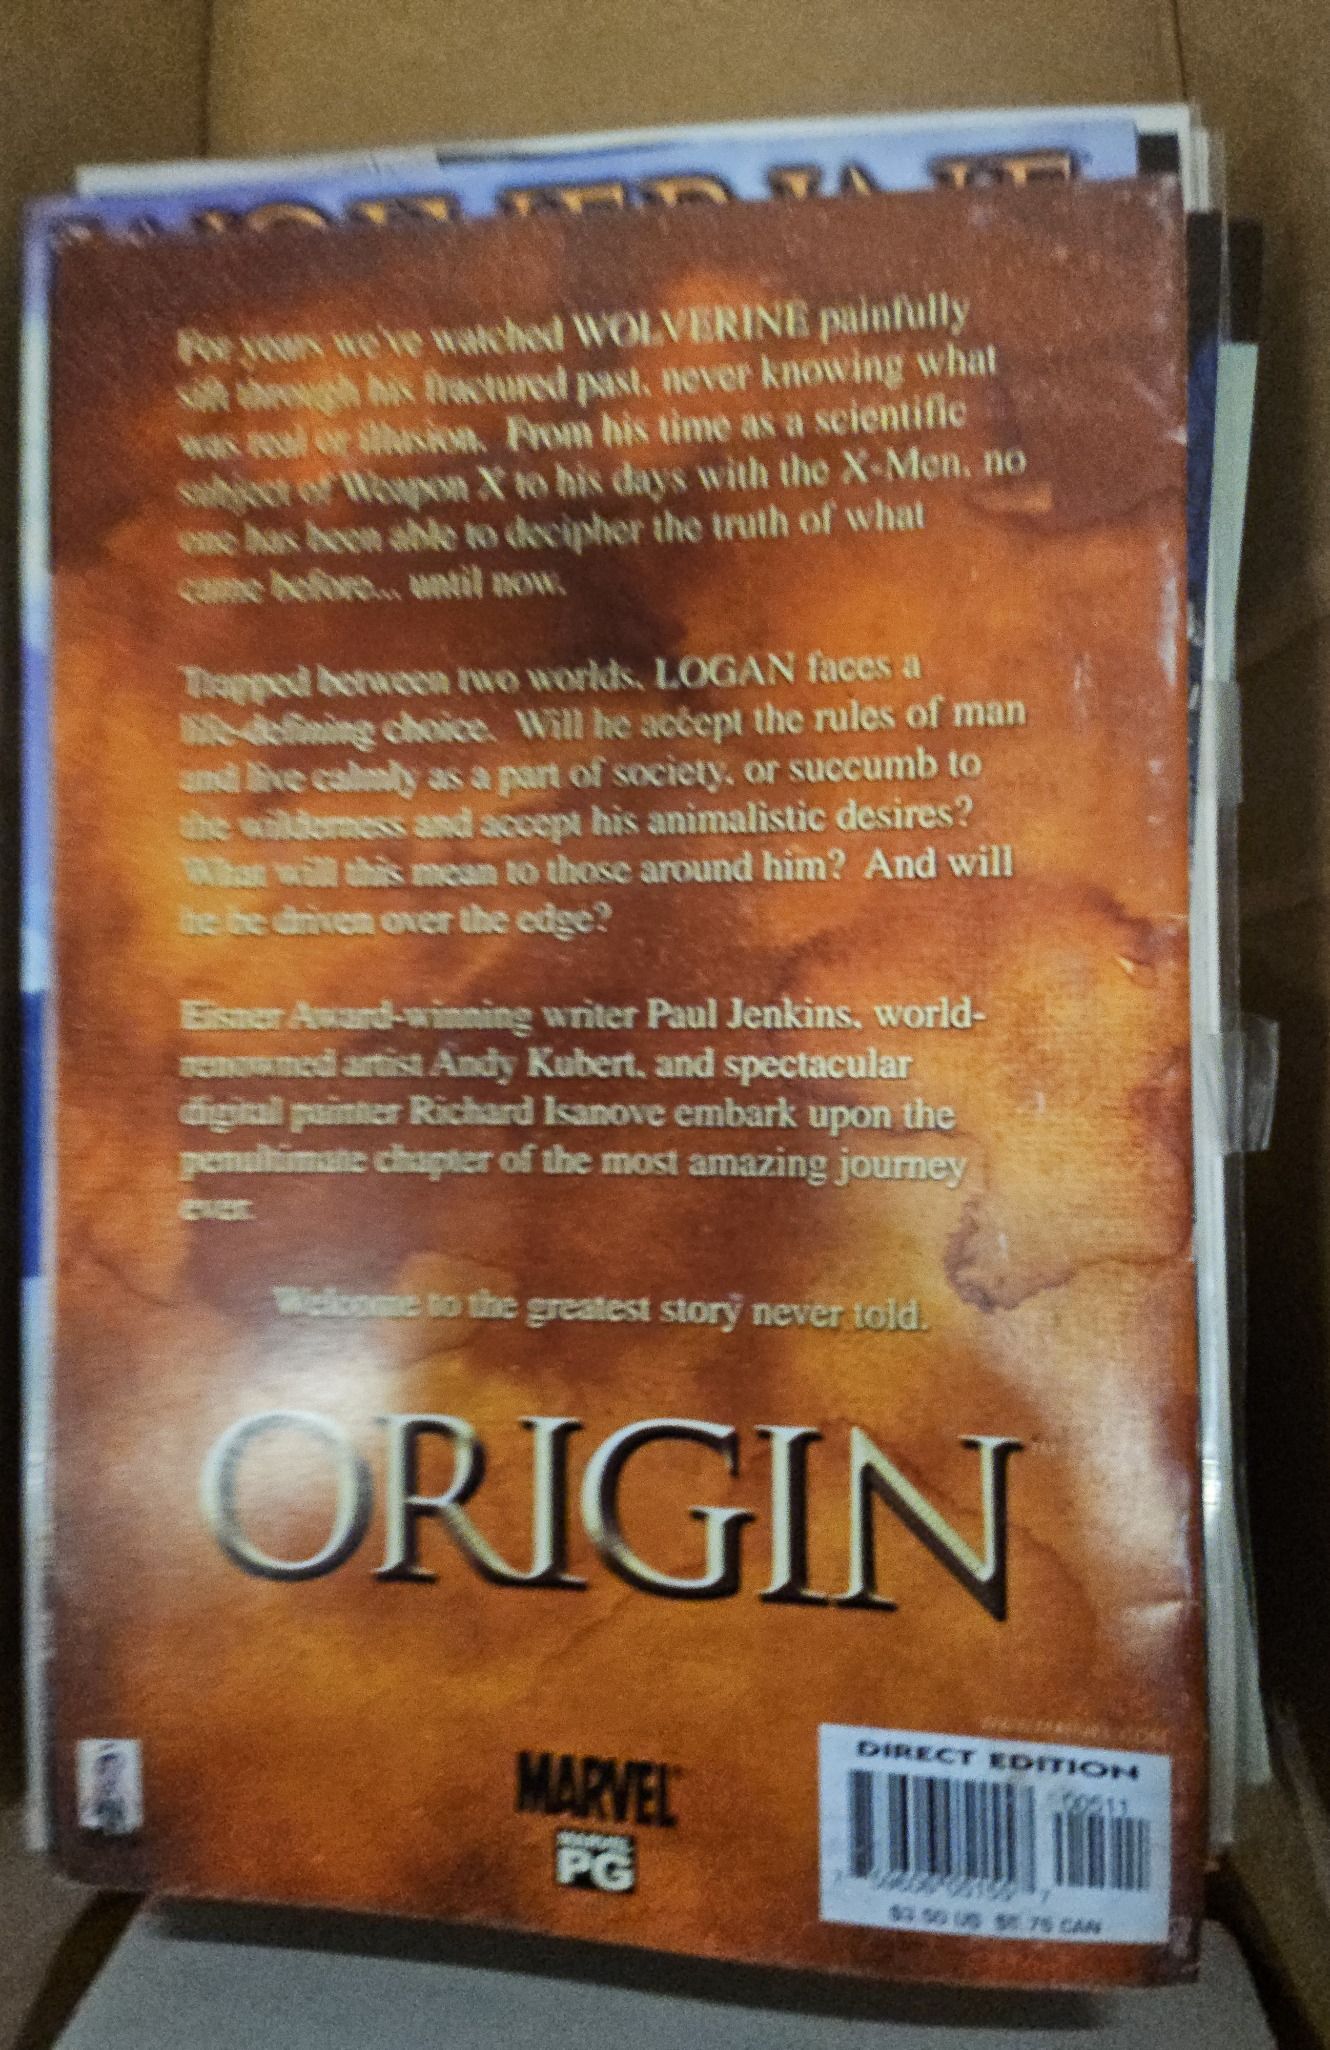 WOLVERINE
For years we've watched WOLVERINE painfully
sift through his fractured past, never knowing what
was real or illusion. From his time as a scientific
subject of Weapon X to his days with the X-Men, no
one has been able to decipher the truth of what
came before... until now.
Trapped between two worlds, LOGAN faces a
life-defining choice. Will he accept the rules of man
and live calmly as a part of society, or succumb to
the wilderness and accept his animalistic desires?
What will this mean to those around him? And will
he be driven over the edge?
Eisner Award-winning writer Paul Jenkins, world-
renowned artist Andy Kubert, and spectacular
digital painter Richard Isanove embark upon the
penultimate chapter of the most amazing journey
ever.
Welcome to the greatest story never told.
ORIGIN
MARVEL
MARVEL
PG
DIRECT EDITION
00511
$3.50 US CAN